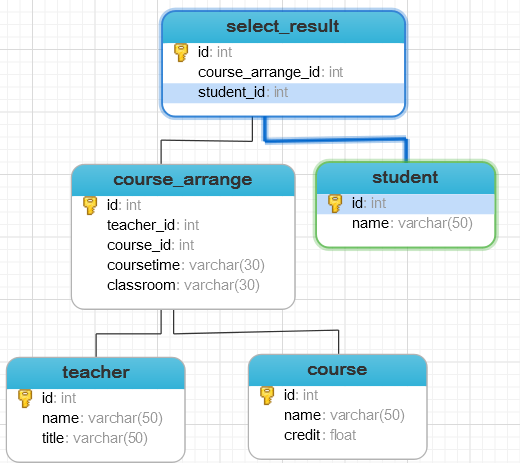 select_result
id: int
course_arrange_id: int
student_id: int
course_arrange
id: int
teacher_id: int
course_id: int
coursetime: varchar(30)
classroom: varchar(30)
student
id: int
name: varchar(50)
teacher
id: int
name: varchar(50)
title: varchar(50)
course
id: int
name: varchar(50)
credit: float